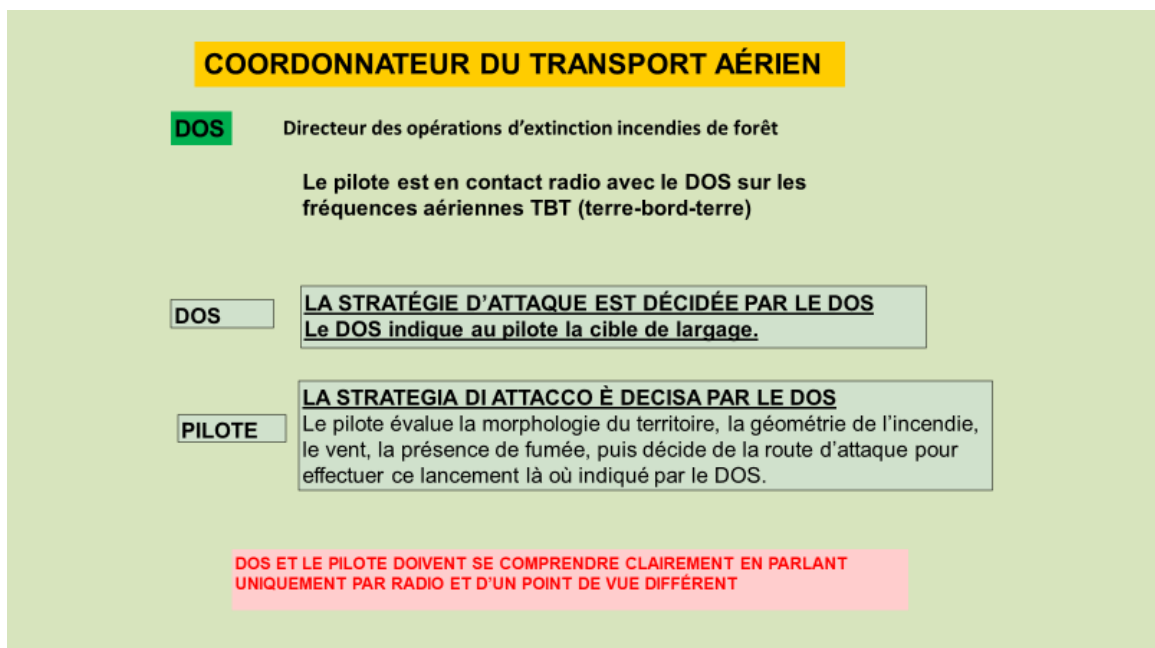 COORDONNATEUR DU TRANSPORT AÉRIEN
DOS Directeur des opérations d'extinction incendies de forêt
Le pilote est en contact radio avec le DOS sur les
fréquences aériennes TBT (terre-bord-terre)
DOS
LA STRATÉGIE D'ATTAQUE EST DÉCIDÉE PAR LE DOS
Le DOS indique au pilote la cible de largage.
PILOTE
LA STRATEGIA DI ATTACCO È DECISA PAR LE DOS
Le pilote évalue la morphologie du territoire, la géométrie de l'incendie,
le vent, la présence de fumée, puis décide de la route d'attaque pour
effectuer ce lancement là où indiqué par le DOS.
DOS ET LE PILOTE DOIVENT SE COMPRENDRE CLAIREMENT EN PARLANT
UNIQUEMENT PAR RADIO ET D'UN POINT DE VUE DIFFÉRENT